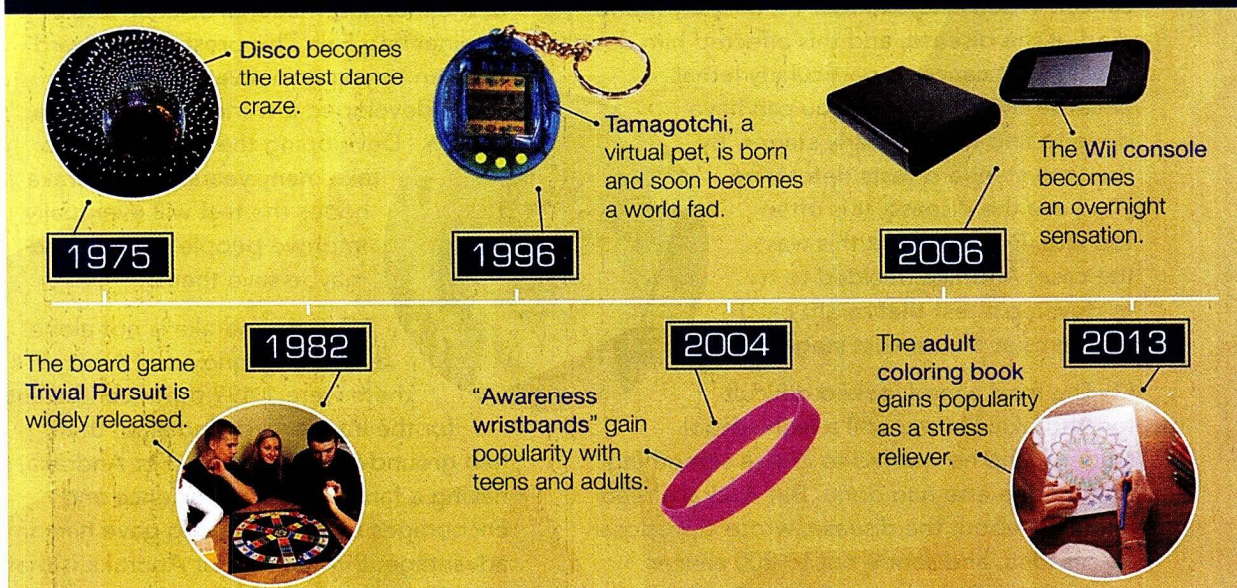 Disco becomes
the latest dance
craze.
1975
Tamagotchi, a
virtual pet, is born
and soon becomes
a world fad.
1996
The Wii console
becomes
an overnight
sensation.
2006
The board game
Trivial Pursuit is
widely released.
1982
"Awareness
wristbands" gain
popularity with
teens and adults.
2004
The adult
coloring book
gains popularity
as a stress
reliever.
2013